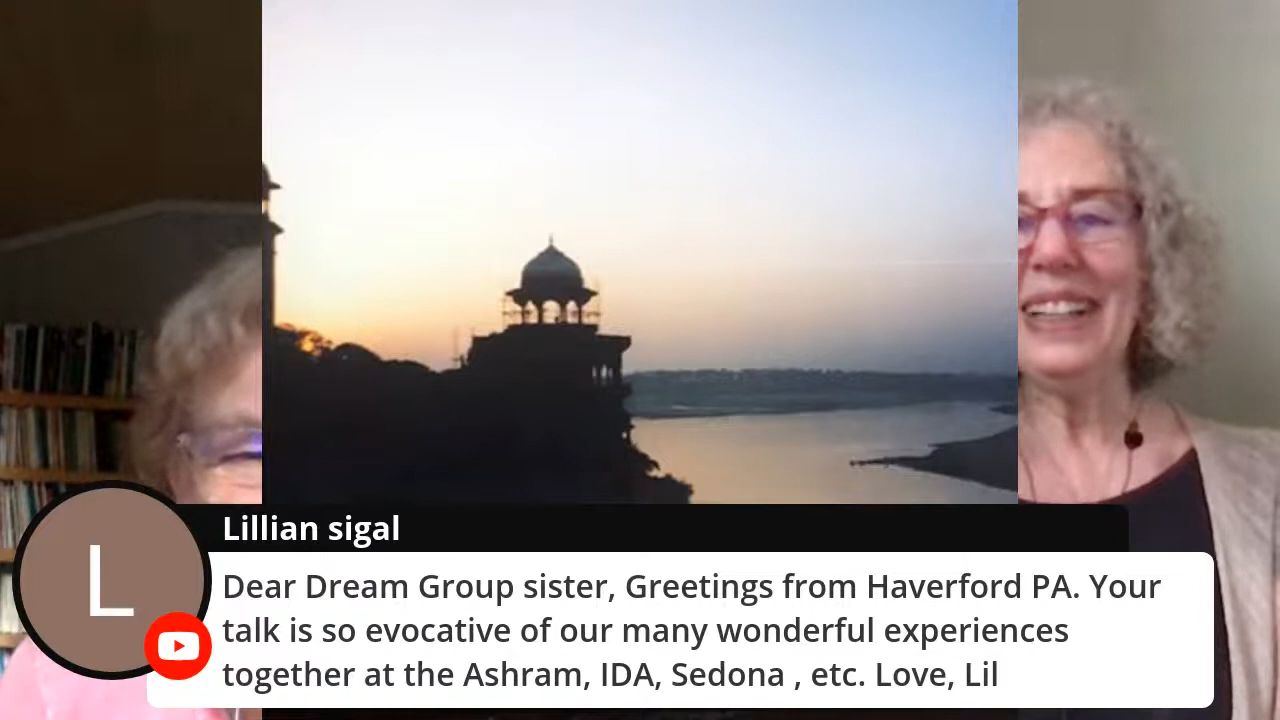 Lillian sigal
L
Dear Dream Group sister, Greetings from Haverford PA. Your
talk is so evocative of our many wonderful experiences
together at the Ashram, IDA, Sedona , etc. Love, Lil